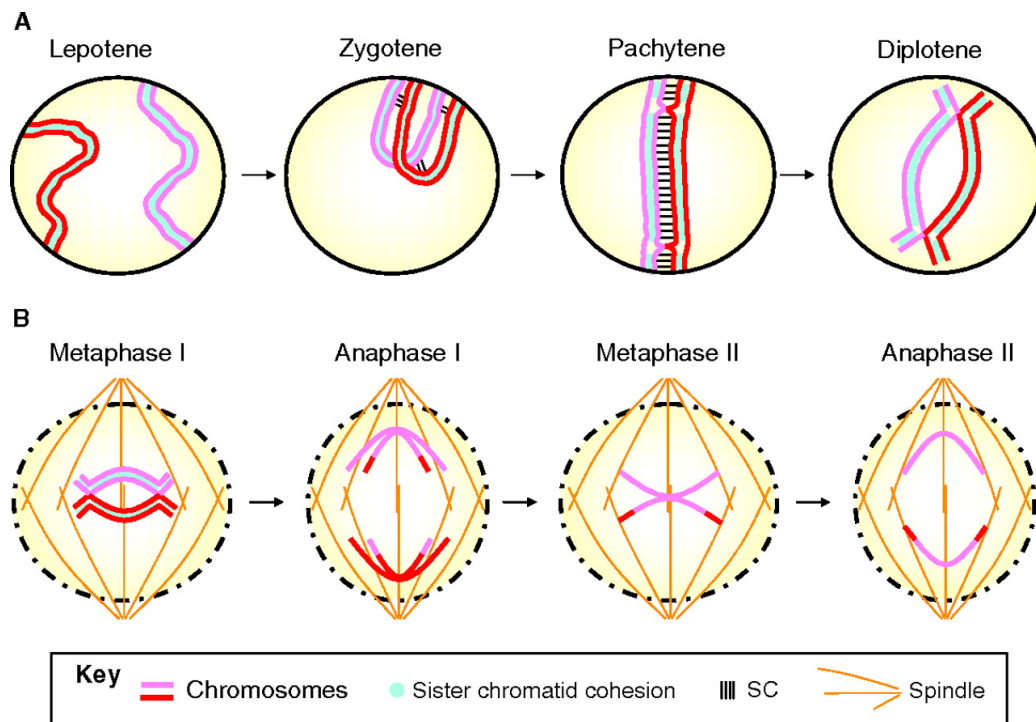 A
Lepotene Zygotene Pachytene Diplotene
B
Metaphase I Anaphase I Metaphase II Anaphase II
Key
Chromosomes Sister chromatid cohesion SC Spindle